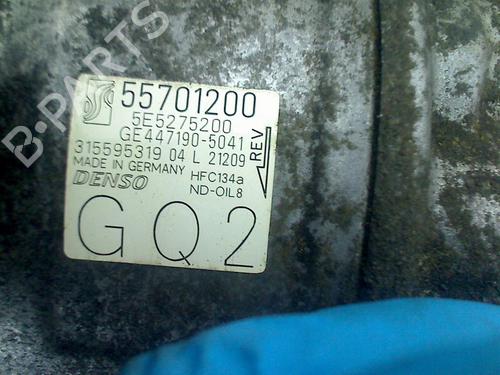 B-PARTS
55701200
5E5275200
GE447190-5041
315595319 04 L 21209
MADE IN GERMANY HFC134a
DENSO ND-OIL8
REV
GQ2